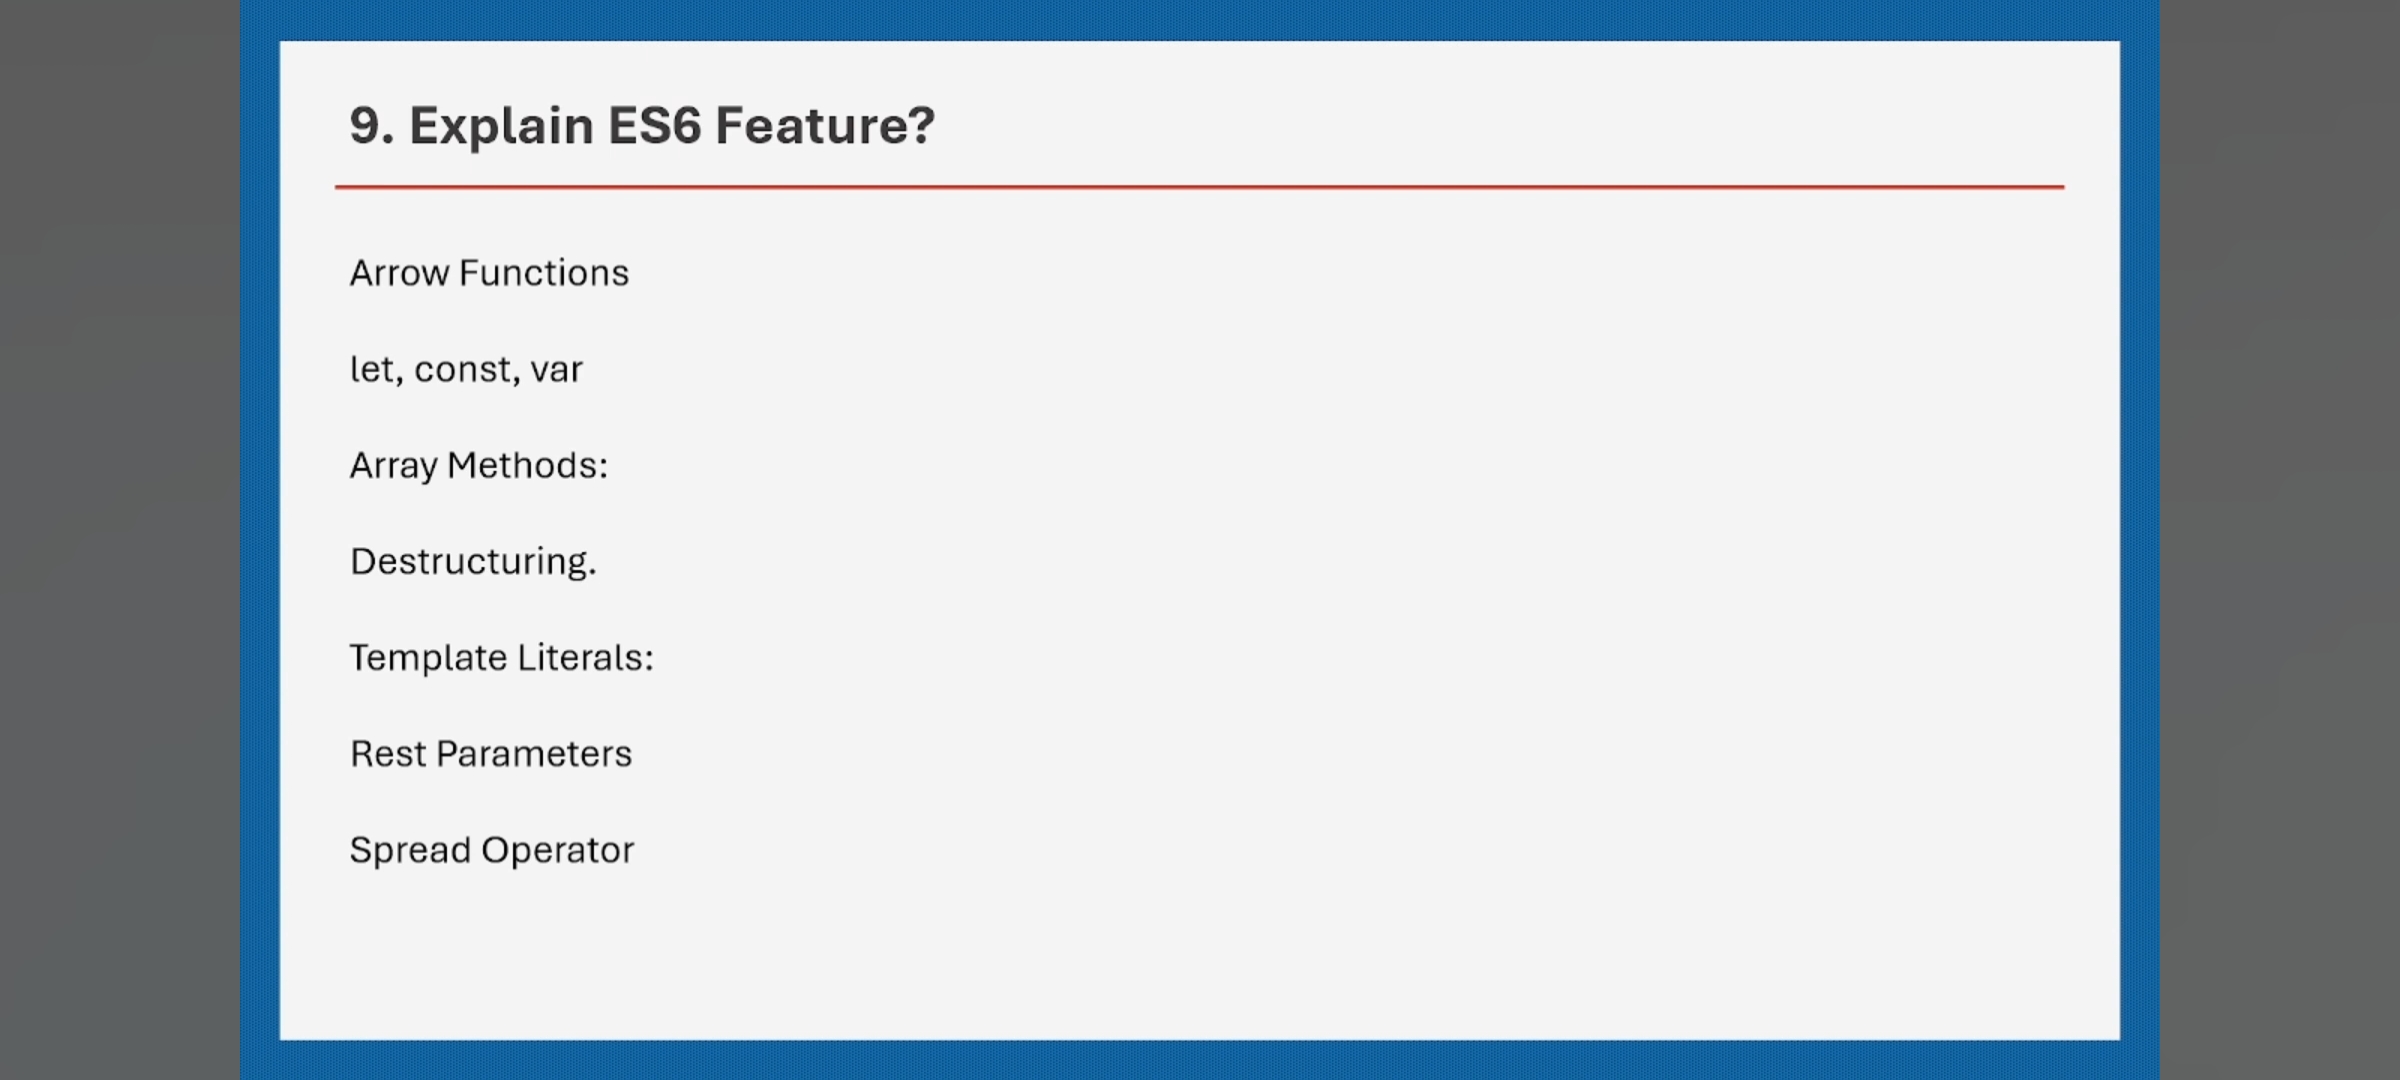 9. Explain ES6 Feature?
Arrow Functions
let, const, var
Array Methods:
Destructuring.
Template Literals:
Rest Parameters
Spread Operator